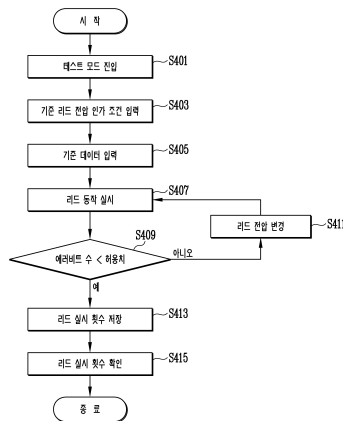 시 작
테스트 모드 진입
S401
기준 리드 전압 인가 조건 입력
S403
기준 데이터 입력
S405
리드 동작 실시
S407
리드 전압 변경
S411
에러비트 수 < 허용치
S409
아니오
예
리드 실시 횟수 저장
S413
리드 실시 횟수 확인
S415
종 료